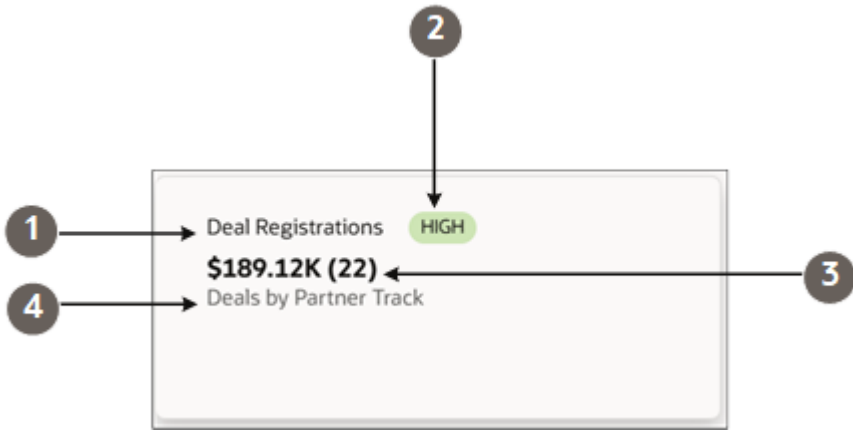 2
1
Deal Registrations HIGH
$189.12K (22)
3
4
Deals by Partner Track